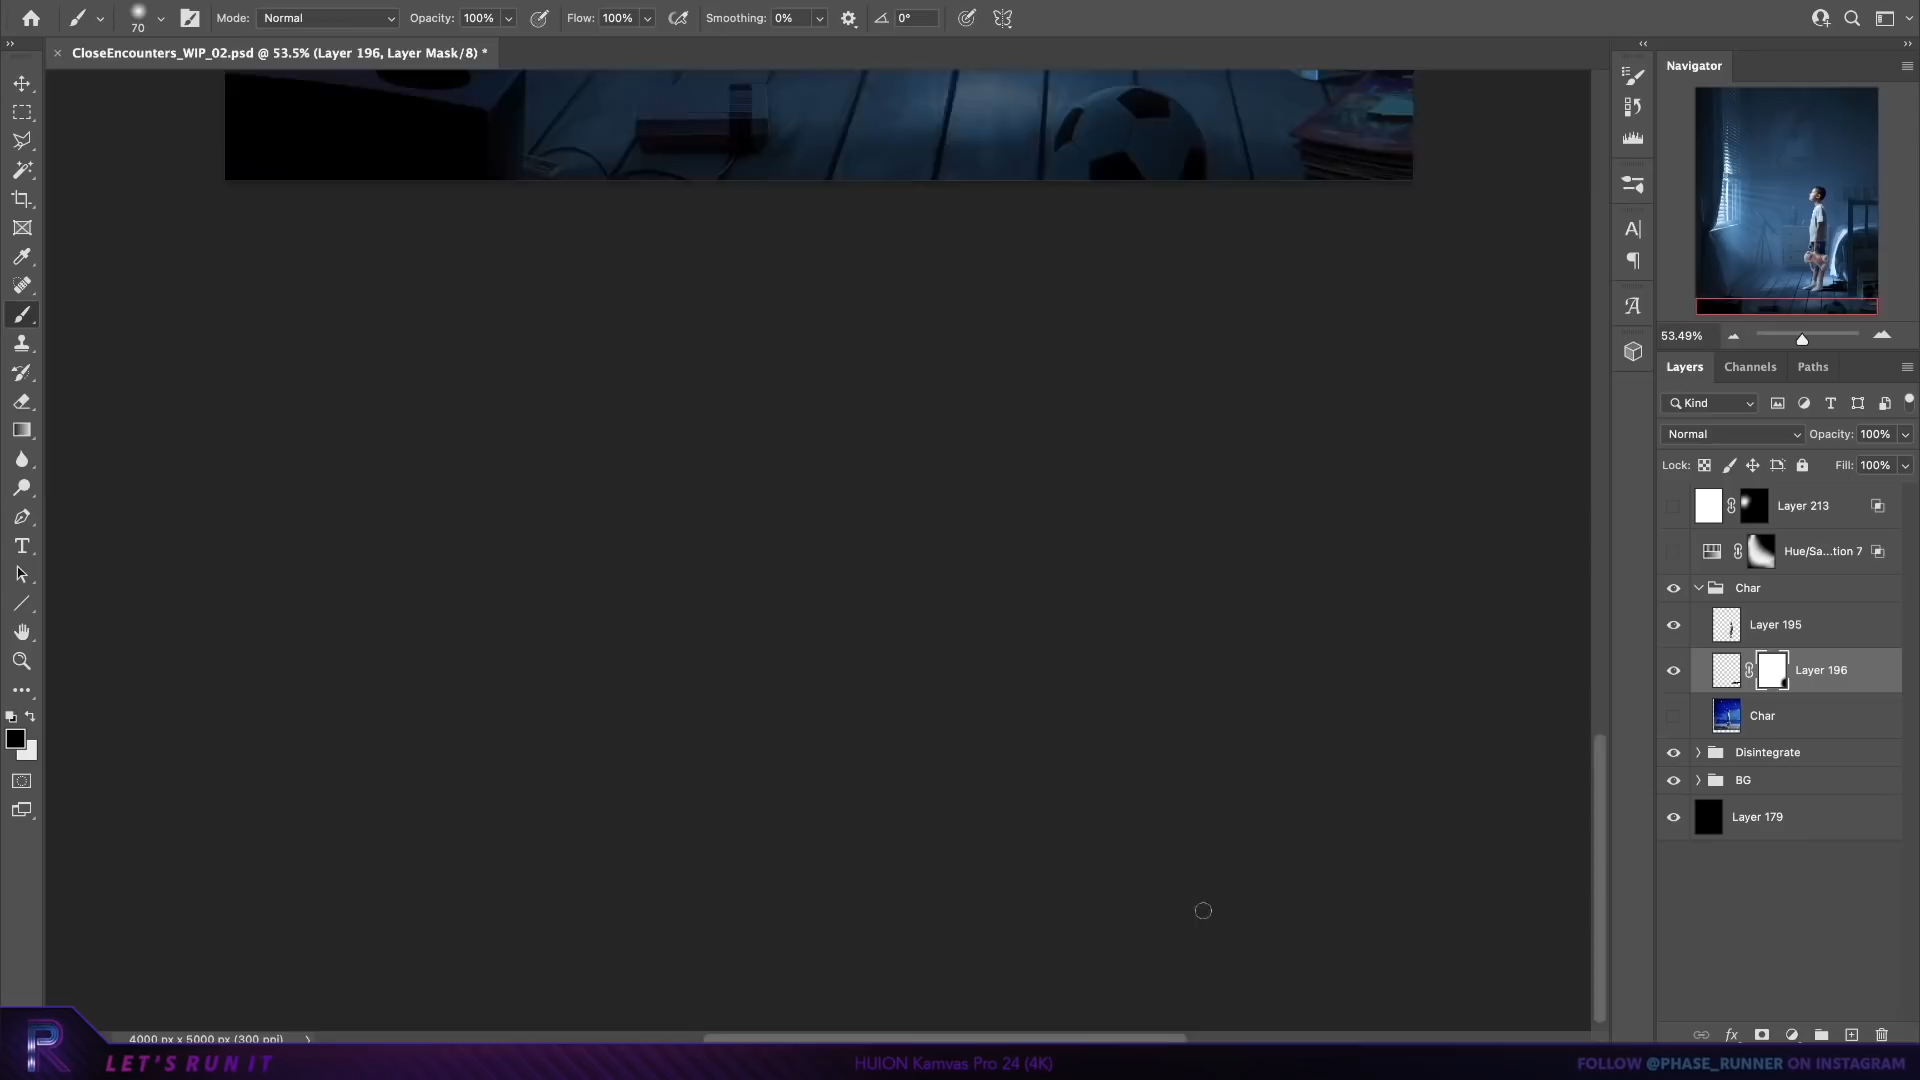 70
Mode: Normal
Opacity: 100%
Flow: 100%
Smoothing: 0%
0°
× CloseEncounters_WIP_02.psd @ 53.5% (Layer 196, Layer Mask/8) *
Navigator
53.49%
Layers Channels Paths
Kind
Normal Opacity: 100%
Lock: Fill: 100%
Layer 213
Hue/Sa...tion 7
Char
Layer 195
Layer 196
Char
Disintegrate
BG
Layer 179
4000 px x 5000 px (300 ppi)
R LET'S RUN IT
HUION Kamvas Pro 24 (4K)
FOLLOW @PHASE_RUNNER ON INSTAGRAM